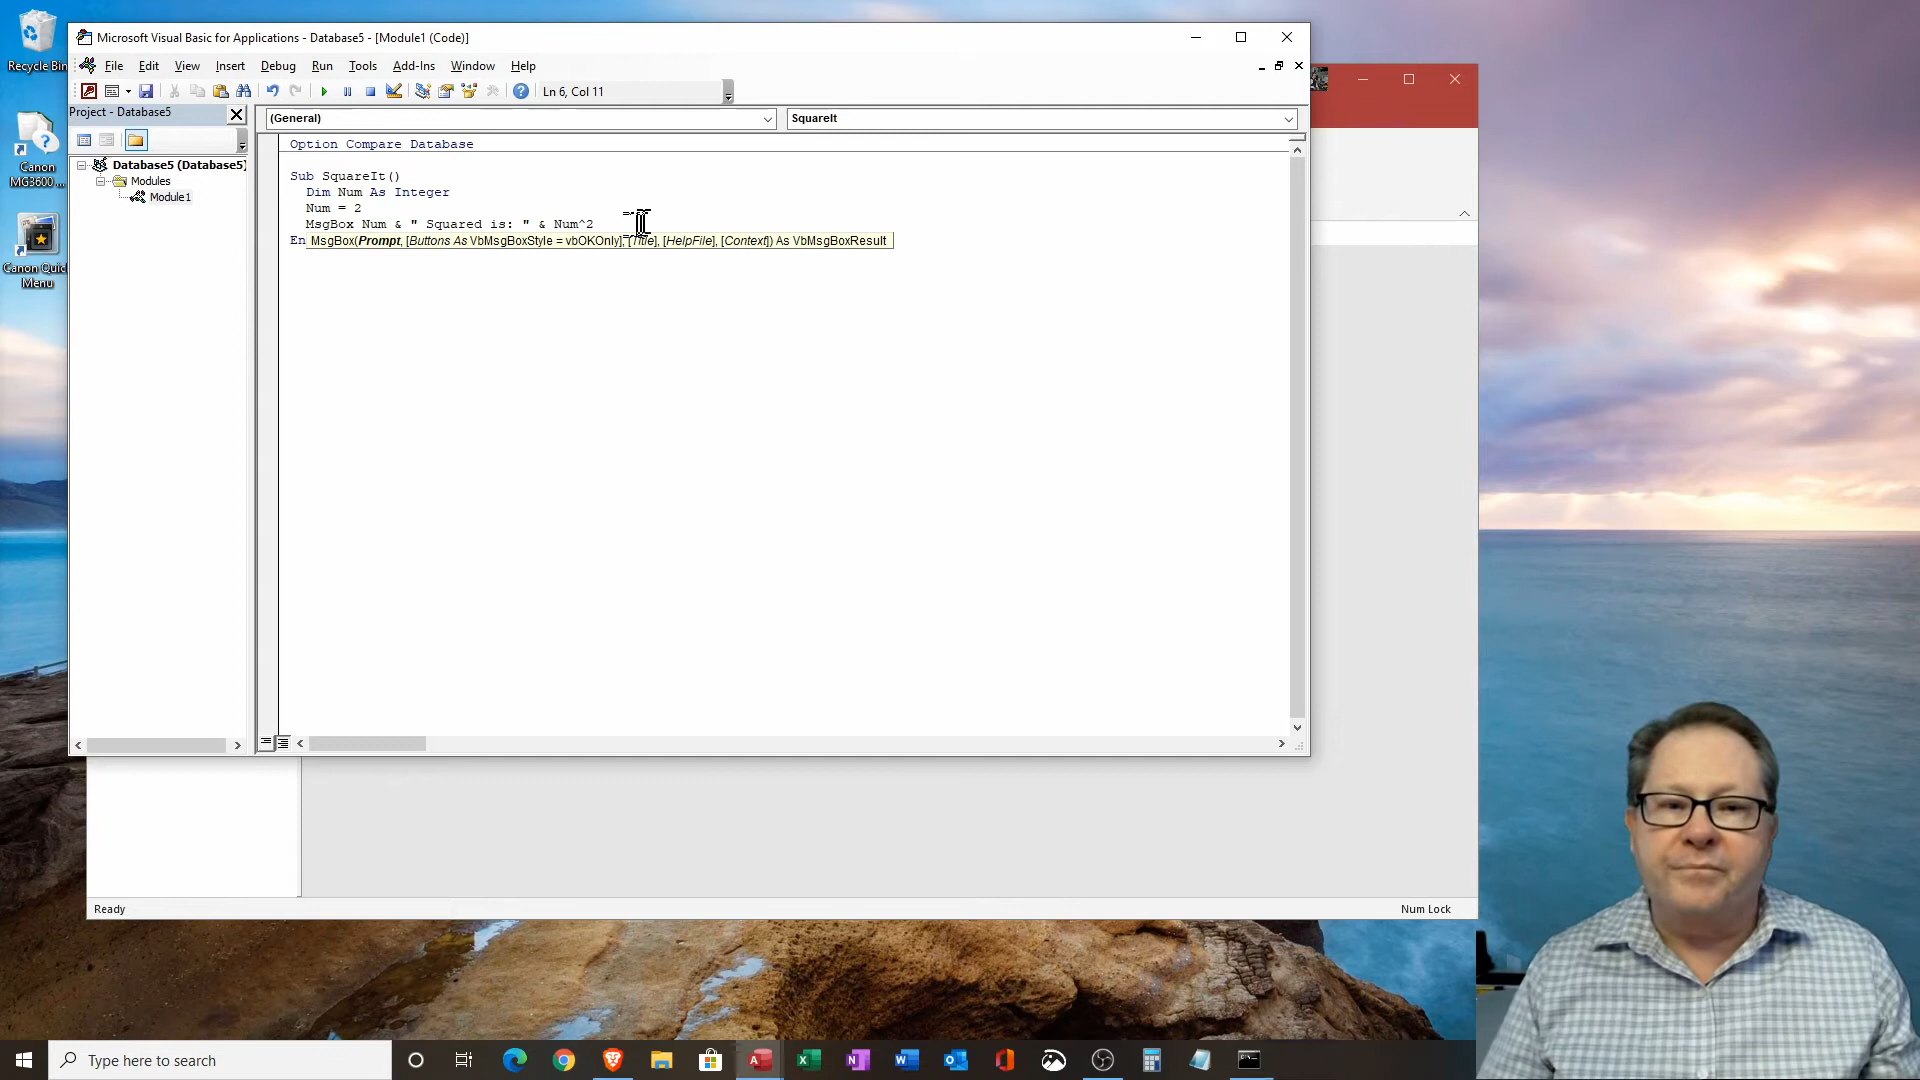 Recycle Bin
Canon
MG3600 ...
Canon Quick
Menu
Microsoft Visual Basic for Applications - Database5 - [Module1 (Code)]
File Edit View Insert Debug Run Tools Add-Ins Window Help
Ln 6, Col 11
Project - Database5
(General)
SquareIt
Database5 (Database5)
Modules
Module1
Option Compare Database
Sub SquareIt()
Dim Num As Integer
Num = 2
MsgBox Num & " Squared is: " & Num^2
En
MsgBox(Prompt, [Buttons As VbMsgBoxStyle = vbOKOnly], [Title], [HelpFile], [Context]) As VbMsgBoxResult
Ready
Num Lock
Type here to search